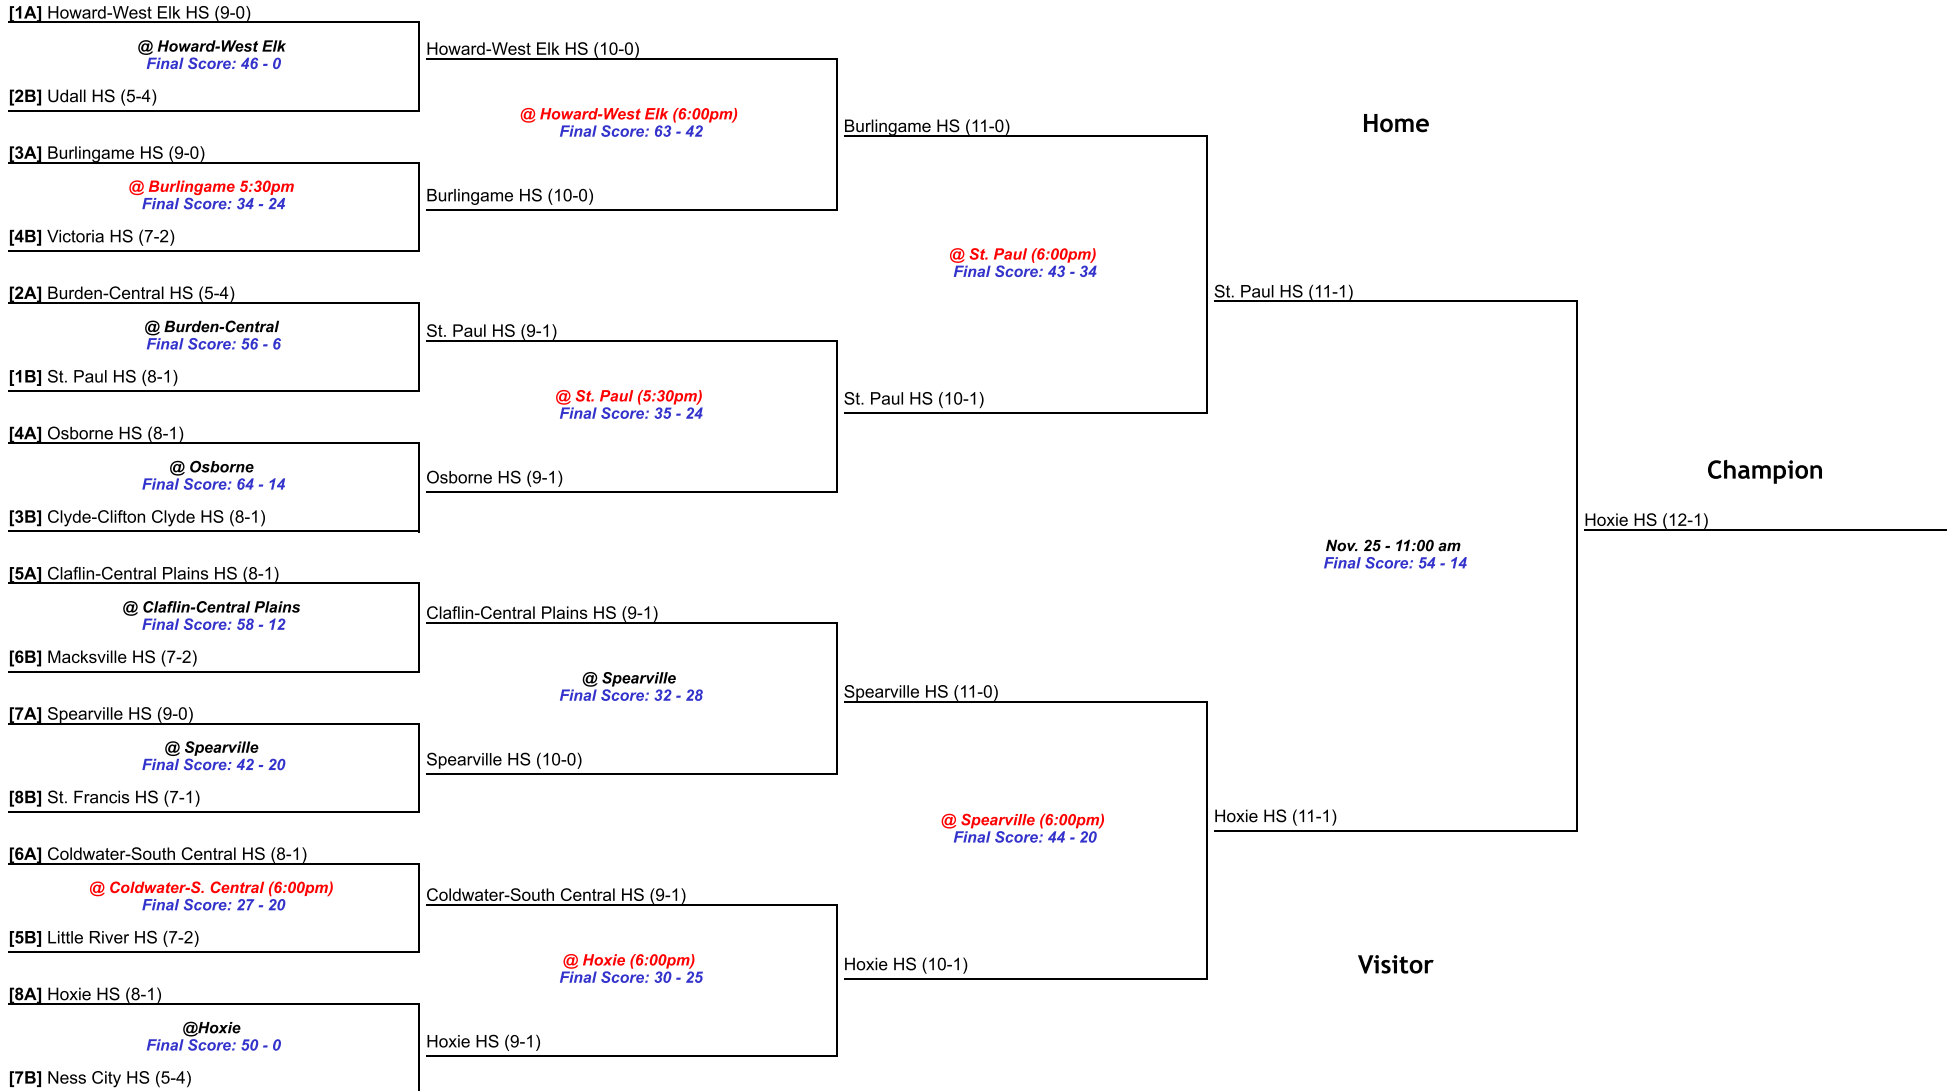 [1A] Howard-West Elk HS (9-0)
@ Howard-West Elk
Final Score: 46 - 0
[2B] Udall HS (5-4)
[3A] Burlingame HS (9-0)
@ Burlingame 5:30pm
Final Score: 34 - 24
[4B] Victoria HS (7-2)
[2A] Burden-Central HS (5-4)
@ Burden-Central
Final Score: 56 - 6
[1B] St. Paul HS (8-1)
[4A] Osborne HS (8-1)
@ Osborne
Final Score: 64 - 14
[3B] Clyde-Clifton Clyde HS (8-1)
[5A] Claflin-Central Plains HS (8-1)
@ Claflin-Central Plains
Final Score: 58 - 12
[6B] Macksville HS (7-2)
[7A] Spearville HS (9-0)
@ Spearville
Final Score: 42 - 20
[8B] St. Francis HS (7-1)
[6A] Coldwater-South Central HS (8-1)
@ Coldwater-S. Central (6:00pm)
Final Score: 27 - 20
[5B] Little River HS (7-2)
[8A] Hoxie HS (8-1)
@Hoxie
Final Score: 50 - 0
[7B] Ness City HS (5-4)
Howard-West Elk HS (10-0)
@ Howard-West Elk (6:00pm)
Final Score: 63 - 42
Burlingame HS (10-0)
St. Paul HS (9-1)
@ St. Paul (5:30pm)
Final Score: 35 - 24
Osborne HS (9-1)
Claflin-Central Plains HS (9-1)
@ Spearville
Final Score: 32 - 28
Spearville HS (10-0)
Coldwater-South Central HS (9-1)
@ Hoxie (6:00pm)
Final Score: 30 - 25
Hoxie HS (9-1)
Burlingame HS (11-0)
@ St. Paul (6:00pm)
Final Score: 43 - 34
St. Paul HS (10-1)
Spearville HS (11-0)
@ Spearville (6:00pm)
Final Score: 44 - 20
Hoxie HS (10-1)
Home
St. Paul HS (11-1)
Nov. 25 - 11:00 am
Final Score: 54 - 14
Hoxie HS (11-1)
Visitor
Champion
Hoxie HS (12-1)